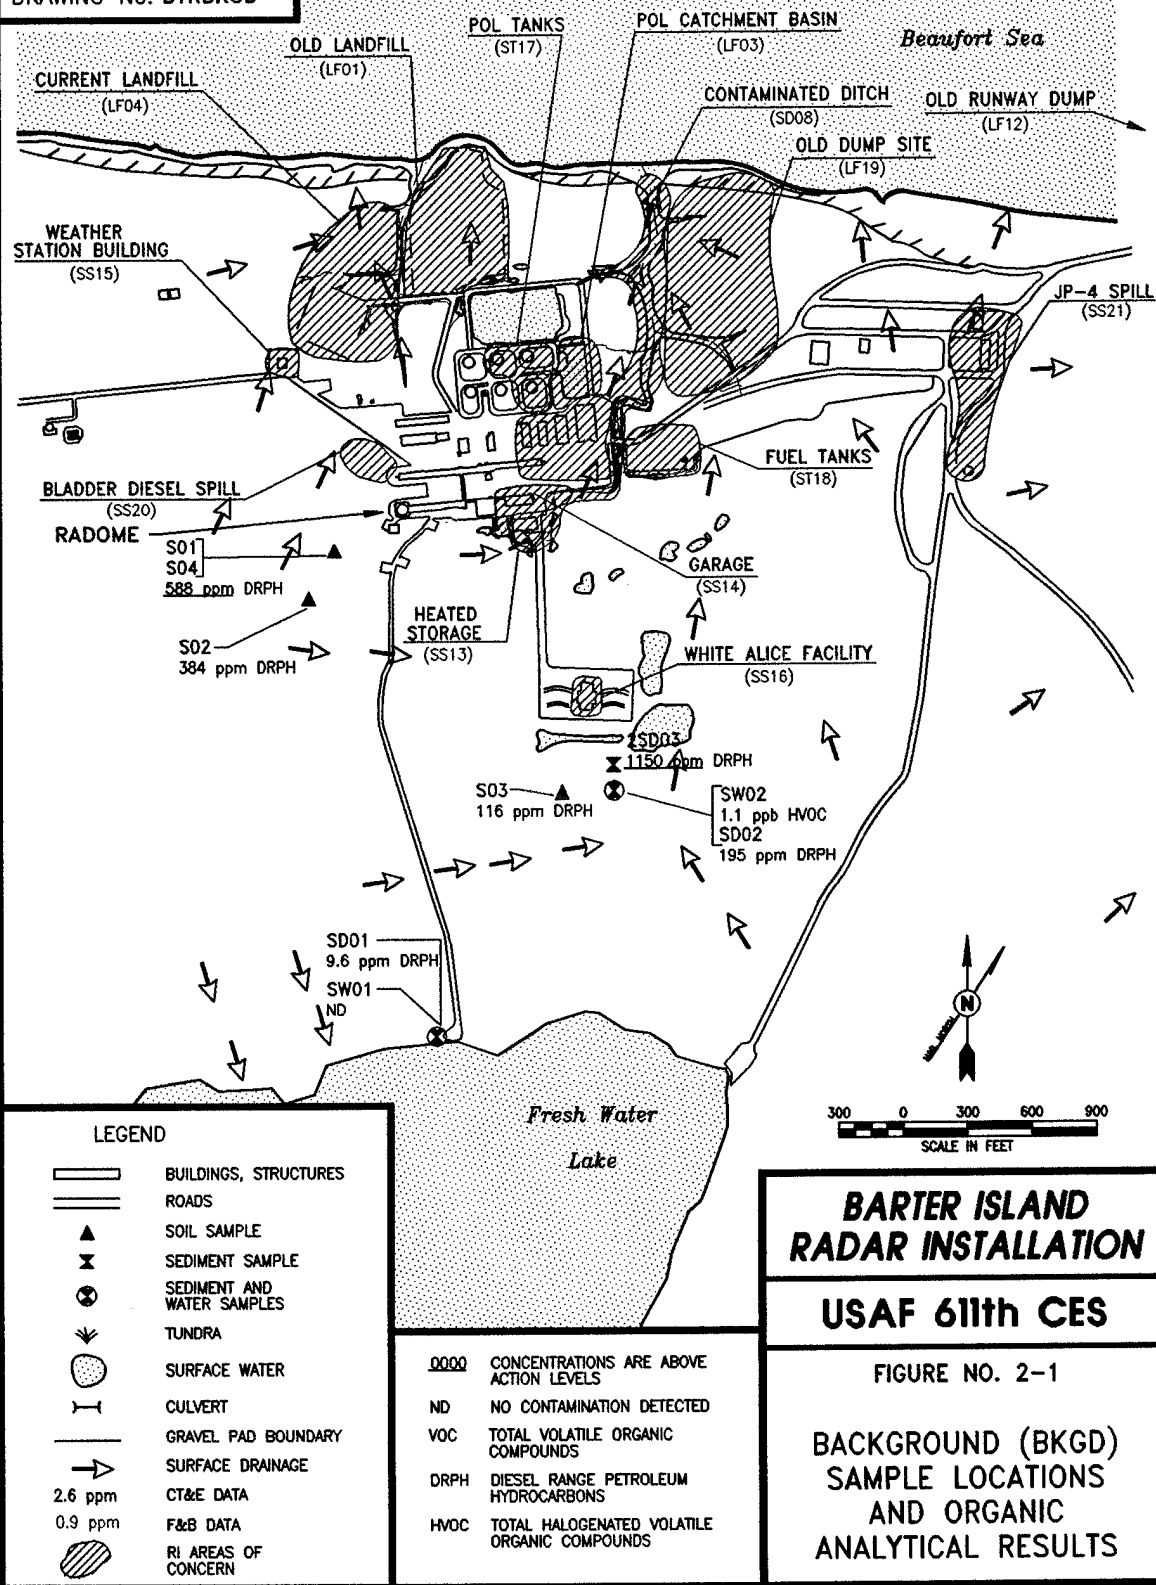 POL TANKS
(ST17)
POL CATCHMENT BASIN
(LF03)
Beaufort Sea
OLD LANDFILL
(LF01)
CURRENT LANDFILL
(LF04)
CONTAMINATED DITCH
(SD08)
OLD RUNWAY DUMP
(LF12)
OLD DUMP SITE
(LF19)
WEATHER
STATION BUILDING
(SS15)
JP-4 SPILL
(SS21)
FUEL TANKS
(ST18)
BLADDER DIESEL SPILL
(SS20)
RADOME
S01
S04
588 ppm DRPH
GARAGE
(SS14)
HEATED
STORAGE
(SS13)
S02
384 ppm DRPH
WHITE ALICE FACILITY
(SS16)
2SD03
1150 ppm DRPH
S03
116 ppm DRPH
SW02
1.1 ppb HVOC
SD02
195 ppm DRPH
SD01
9.6 ppm DRPH
SW01
ND
N
MAG NORTH
Fresh Water
Lake
300 0 300 600 900
SCALE IN FEET
LEGEND
BUILDINGS, STRUCTURES
ROADS
SOIL SAMPLE
SEDIMENT SAMPLE
SEDIMENT AND
WATER SAMPLES
TUNDRA
SURFACE WATER
CULVERT
GRAVEL PAD BOUNDARY
SURFACE DRAINAGE
2.6 ppm CT&E DATA
0.9 ppm F&B DATA
RI AREAS OF
CONCERN
0000 CONCENTRATIONS ARE ABOVE
ACTION LEVELS
ND NO CONTAMINATION DETECTED
VOC TOTAL VOLATILE ORGANIC
COMPOUNDS
DRPH DIESEL RANGE PETROLEUM
HYDROCARBONS
HVOC TOTAL HALOGENATED VOLATILE
ORGANIC COMPOUNDS
BARTER ISLAND
RADAR INSTALLATION
USAF 611th CES
FIGURE NO. 2-1
BACKGROUND (BKGD)
SAMPLE LOCATIONS
AND ORGANIC
ANALYTICAL RESULTS